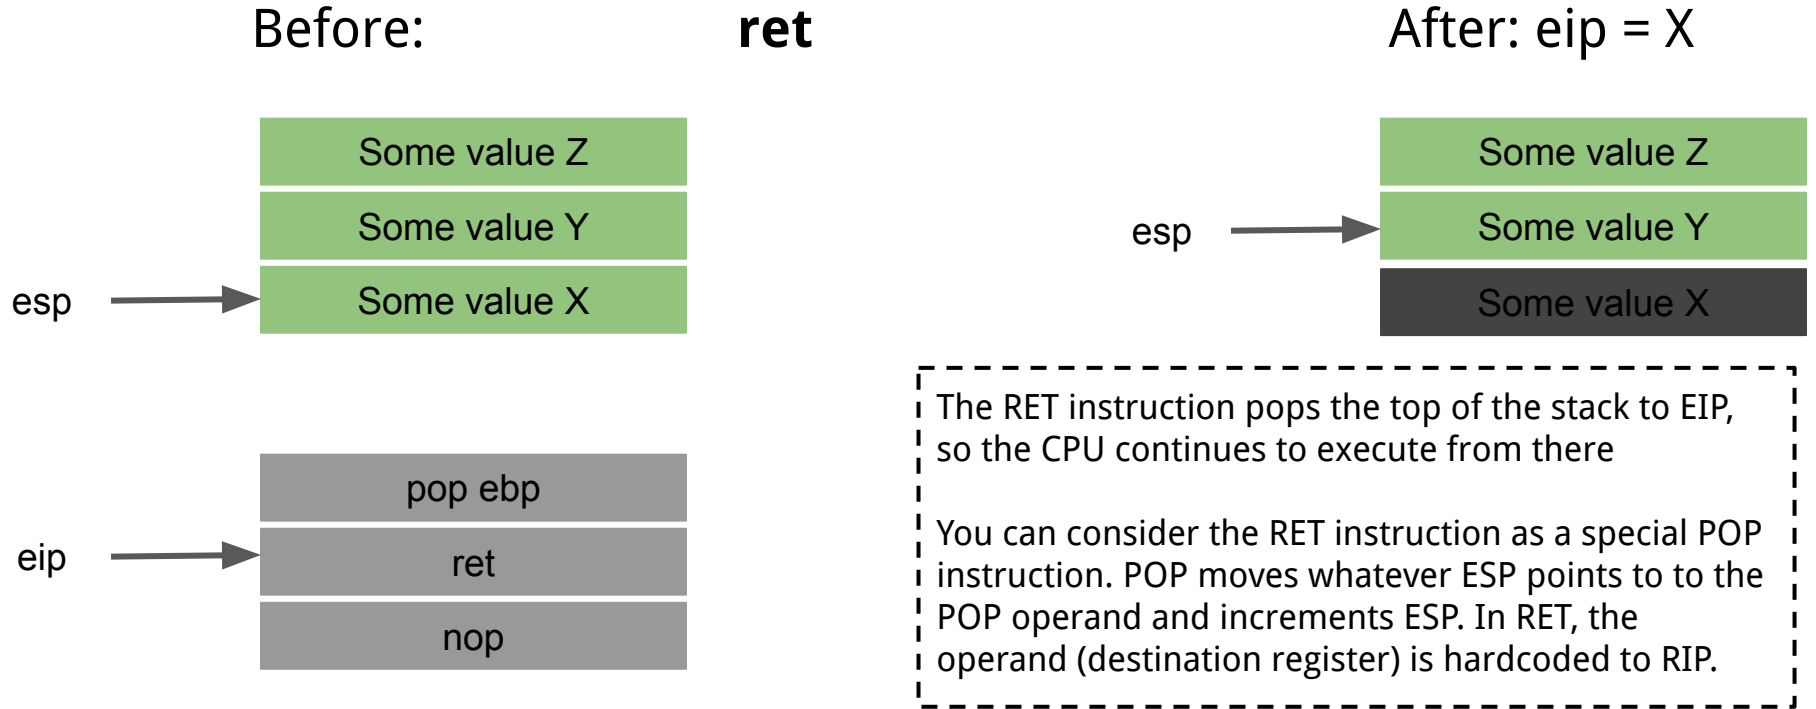 Before:
ret
After: eip = X
Some value Z
Some value Y
esp
Some value X
Some value Z
esp
Some value Y
Some value X
pop ebp
eip
ret
nop
The RET instruction pops the top of the stack to EIP,
so the CPU continues to execute from there
You can consider the RET instruction as a special POP
instruction. POP moves whatever ESP points to to the
POP operand and increments ESP. In RET, the
operand (destination register) is hardcoded to RIP.